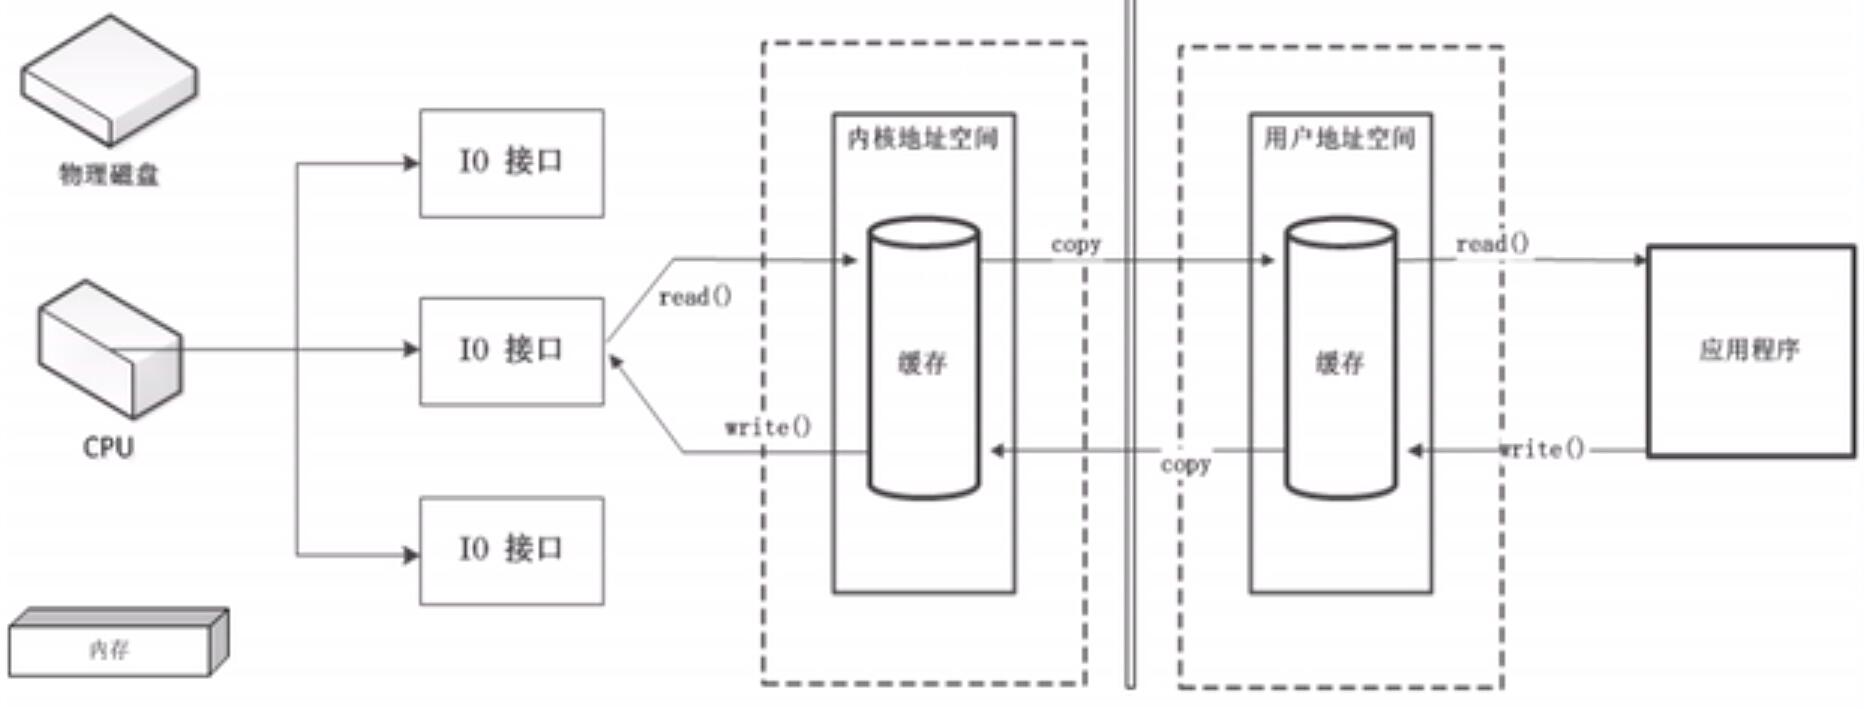 物理磁盘
CPU
内存
IO 接口
IO 接口
IO 接口
read()
write()
内核地址空间
缓存
copy
copy
用户地址空间
缓存
read()
write()
应用程序